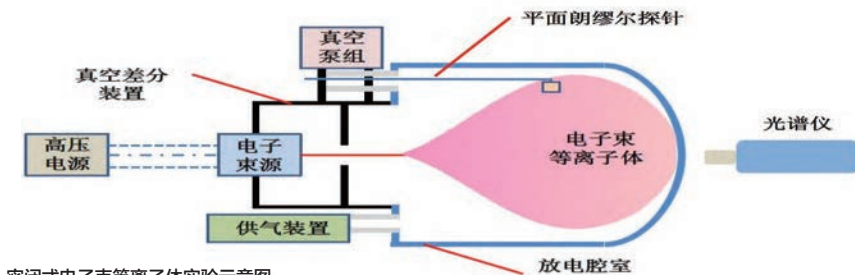 平面朗缪尔探针
真空
泵组
真空差分
装置
高压
电源
电子
束源
电子束
等离子体
光谱仪
供气装置
放电腔室